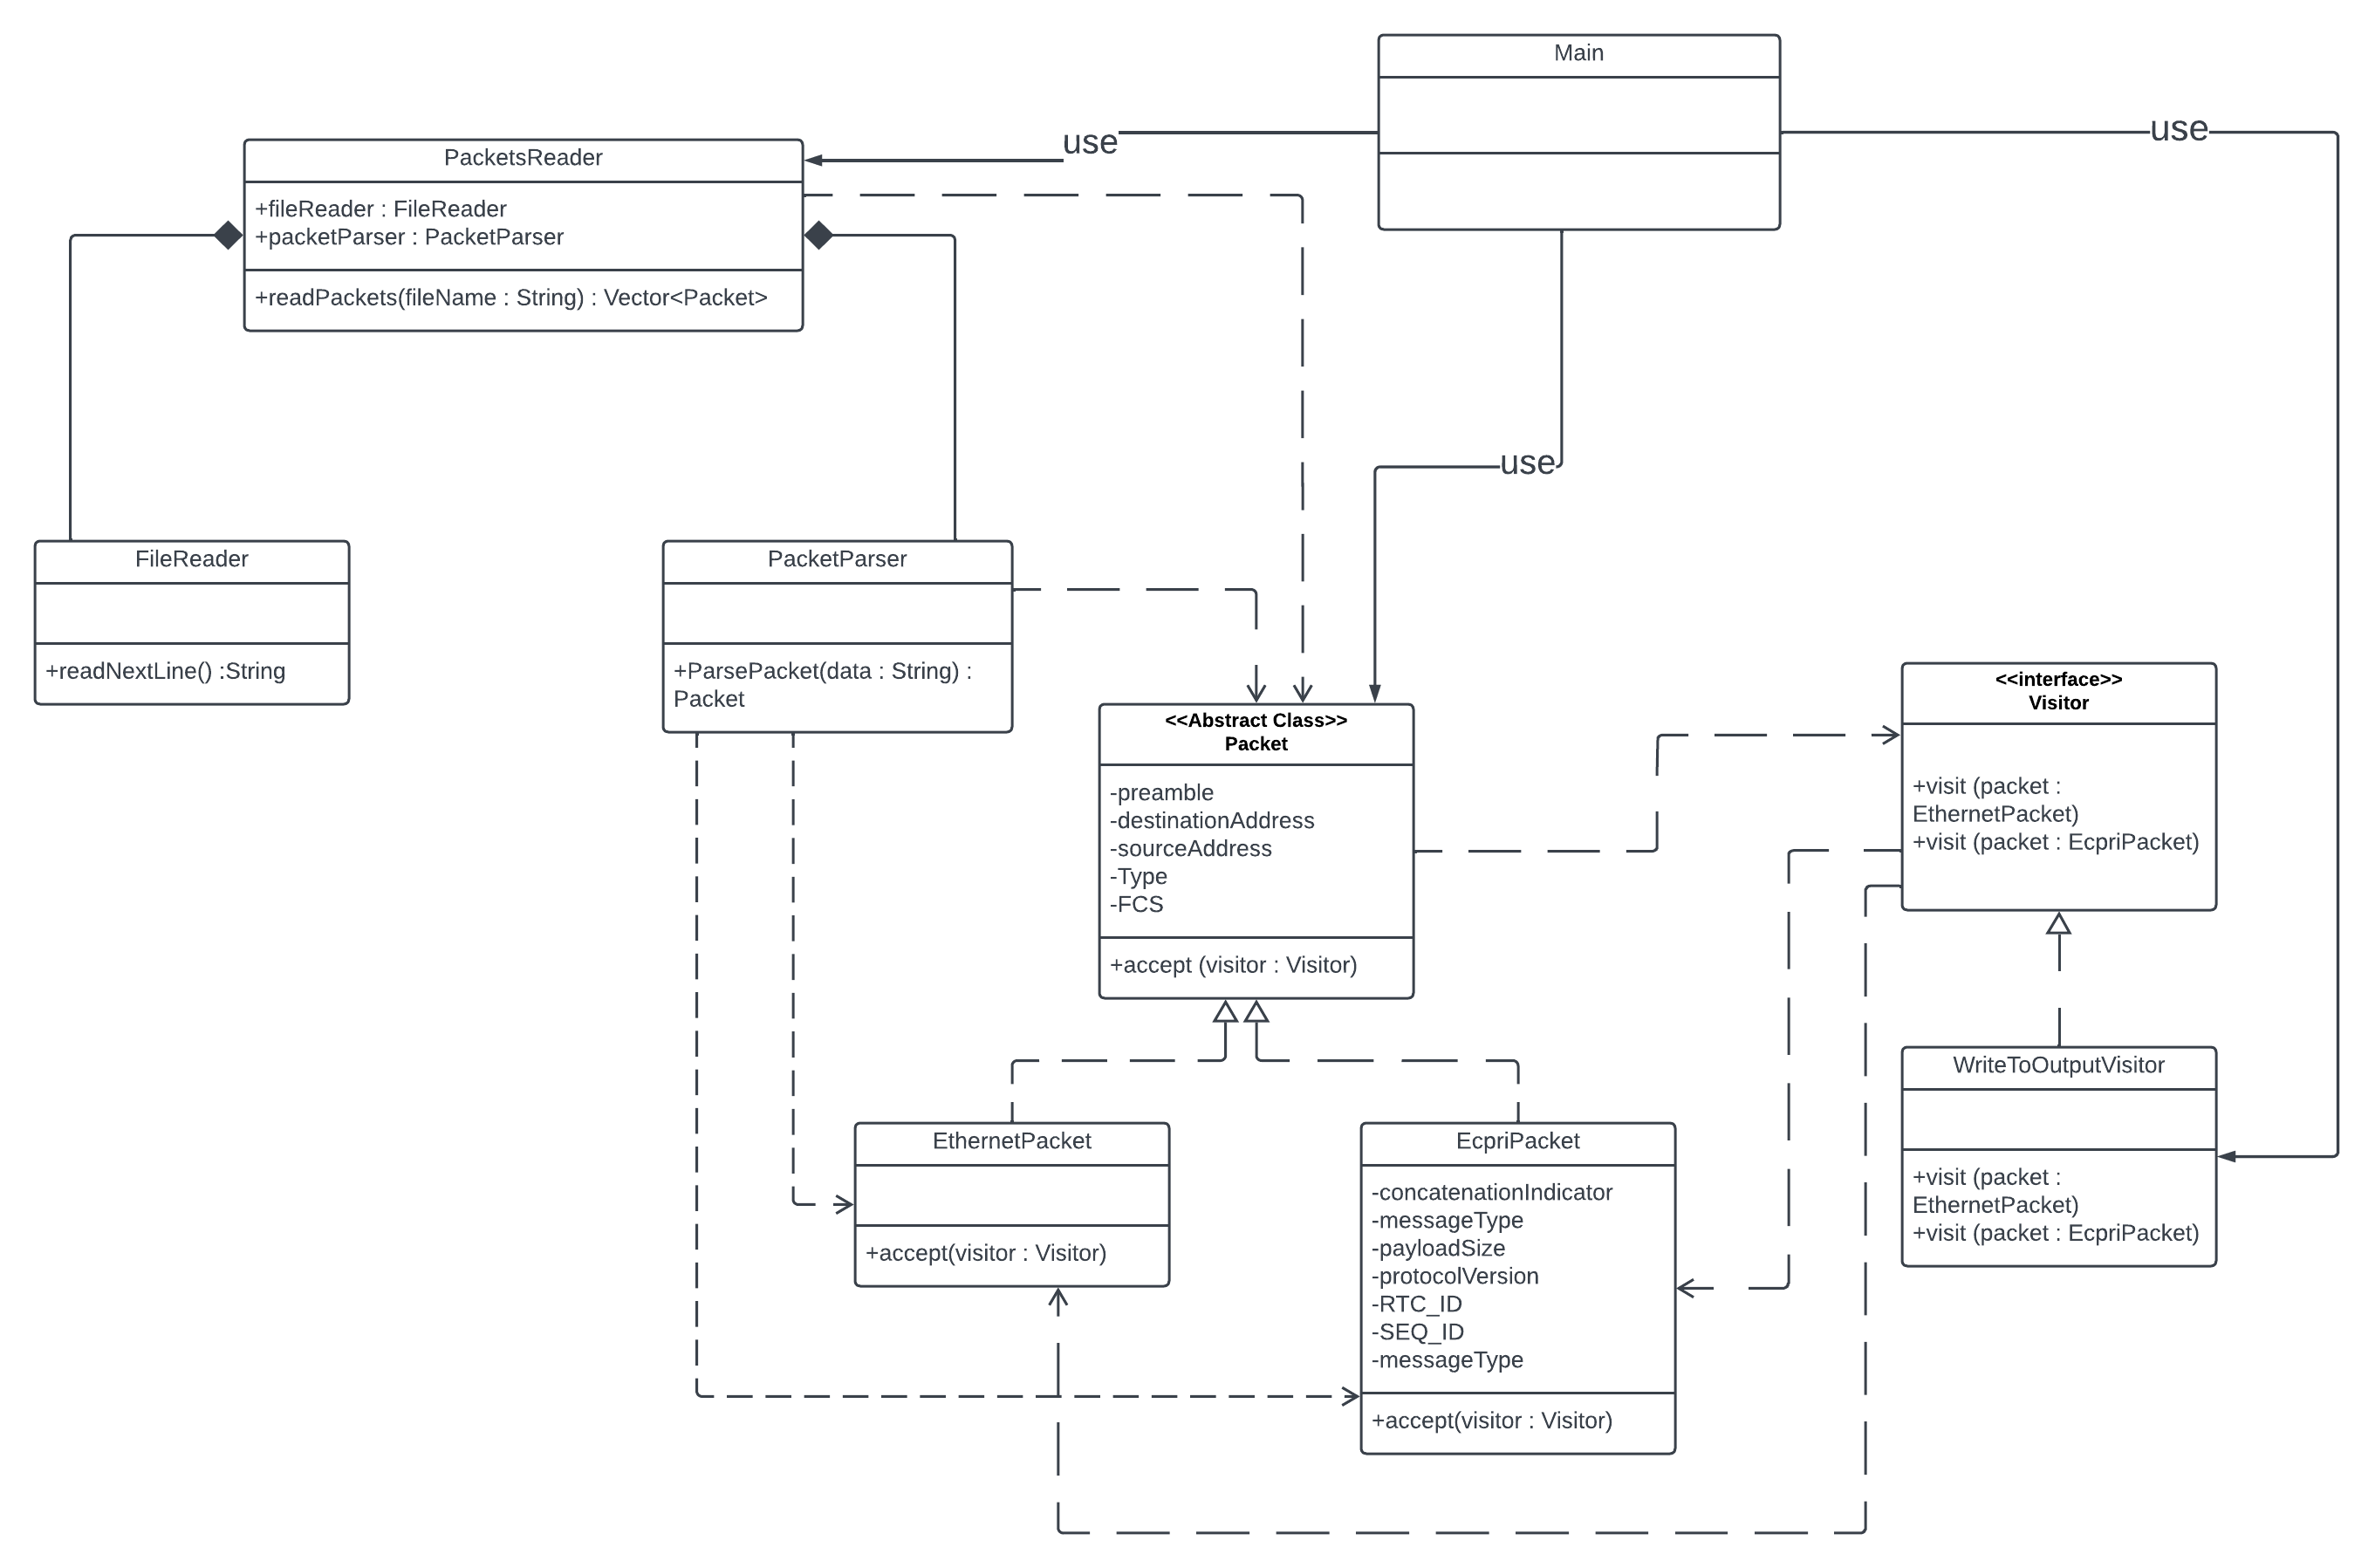 Main
use
use
PacketsReader
+fileReader : FileReader
+packetParser : PacketParser
+readPackets(fileName : String) : Vector<Packet>
use
FileReader
+readNextLine() :String
PacketParser
+ParsePacket(data : String) :
Packet
<<Abstract Class>>
Packet
-preamble
-destinationAddress
-sourceAddress
-Type
-FCS
+accept (visitor : Visitor)
<<interface>>
Visitor
+visit (packet :
EthernetPacket)
+visit (packet : EcpriPacket)
WriteToOutputVisitor
+visit (packet :
EthernetPacket)
+visit (packet : EcpriPacket)
EthernetPacket
+accept(visitor : Visitor)
EcpriPacket
-concatenationIndicator
-messageType
-payloadSize
-protocolVersion
-RTC_ID
-SEQ_ID
-messageType
+accept(visitor : Visitor)